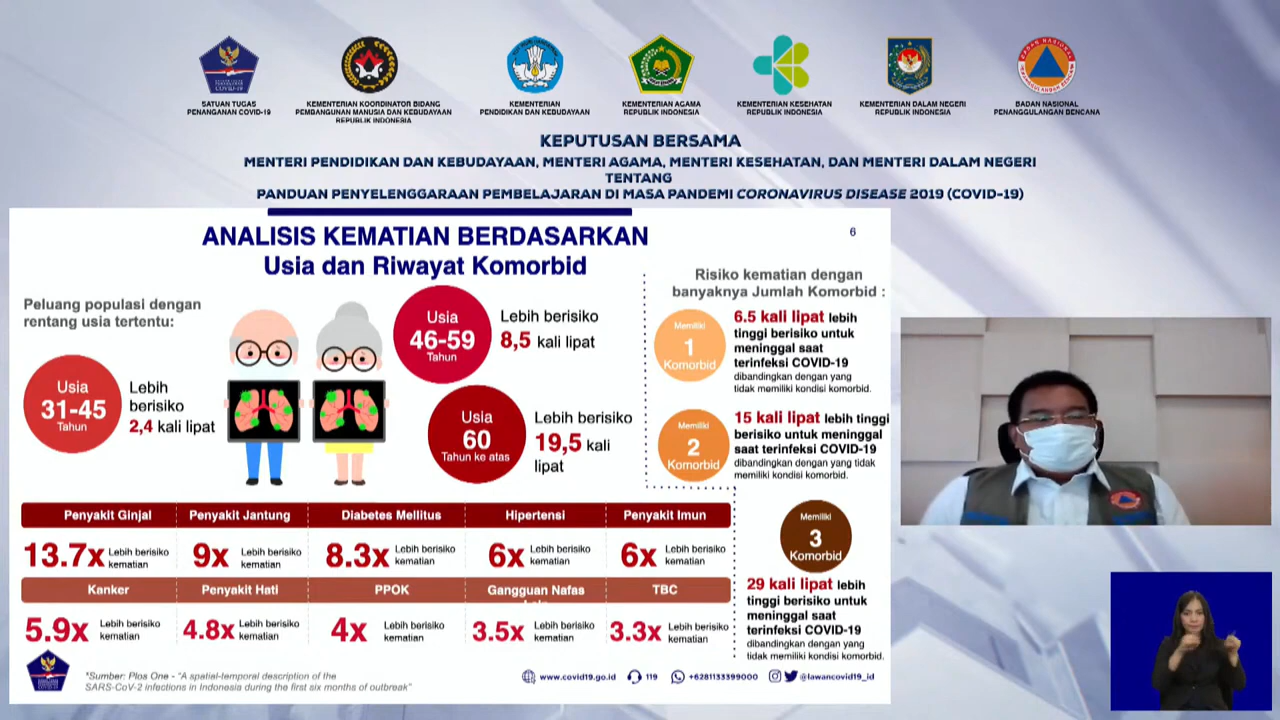 SATUAN TUGAS
PENANGANAN COVID-19
KEMENTERIAN KOORDINATOR BIDANG
PEMBANGUNAN MANUSIA DAN KEBUDAYAAN
REPUBLIK INDONESIA
KEMENTERIAN
PENDIDIKAN DAN KEBUDAYAAN
KEMENTERIAN AGAMA
REPUBLIK INDONESIA
KEMENTERIAN KESEHATAN
REPUBLIK INDONESIA
KEMENTERIAN DALAM NEGERI
REPUBLIK INDONESIA
BADAN NASIONAL
PENANGGULANGAN BENCANA
KEPUTUSAN BERSAMA
MENTERI PENDIDIKAN DAN KEBUDAYAAN, MENTERI AGAMA, MENTERI KESEHATAN, DAN MENTERI DALAM NEGERI
TENTANG
PANDUAN PENYELENGGARAAN PEMBELAJARAN DI MASA PANDEMI CORONAVIRUS DISEASE 2019 (COVID-19)
ANALISIS KEMATIAN BERDASARKAN
Usia dan Riwayat Komorbid
6
Peluang populasi dengan
rentang usia tertentu:
Usia
31-45
Tahun
Lebih
berisiko
2,4 kali lipat
Usia
46-59
Tahun
Lebih berisiko
8,5 kali lipat
Usia
60
Tahun ke atas
Lebih berisiko
19,5 kali
lipat
Risiko kematian dengan
banyaknya Jumlah Komorbid :
Memiliki
1
Komorbid
6.5 kali lipat lebih
tinggi berisiko untuk
meninggal saat
terinfeksi COVID-19
dibandingkan dengan yang
tidak memiliki kondisi komorbid.
Memiliki
2
Komorbid
15 kali lipat lebih tinggi
berisiko untuk meninggal
saat terinfeksi COVID-19
dibandingkan dengan yang tidak
memiliki kondisi komorbid.
Memiliki
3
Komorbid
29 kali lipat lebih
tinggi berisiko untuk
meninggal saat
terinfeksi COVID-19
dibandingkan dengan yang
tidak memiliki kondisi komorbid.
Penyakit Ginjal
Penyakit Jantung
Diabetes Mellitus
Hipertensi
Penyakit Imun
13.7x Lebih berisiko
kematian
9x Lebih berisiko
kematian
8.3x Lebih berisiko
kematian
6x Lebih berisiko
kematian
6x Lebih berisiko
kematian
Kanker
Penyakit Hati
PPOK
Gangguan Nafas
TBC
5.9x Lebih berisiko
kematian
4.8x Lebih berisiko
kematian
4x Lebih berisiko
kematian
3.5x Lebih berisiko
kematian
3.3x Lebih berisiko
kematian
*Sumber: Plos One - "A spatial-temporal description of the
SARS-CoV-2 infections in Indonesia during the first six months of outbreak"
www.covid19.go.id
119
+6281133399000
@lawancovid19_id